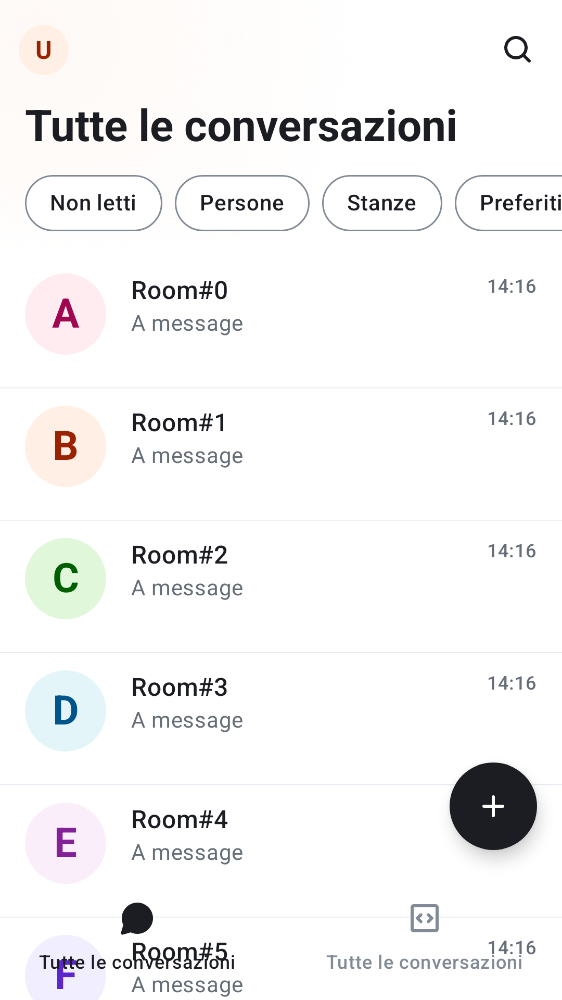 U
Tutte le conversazioni
Non letti Persone Stanze Preferiti
A Room#0 14:16
A message
B Room#1 14:16
A message
C Room#2 14:16
A message
D Room#3 14:16
A message
E Room#4
A message
F Room#5 14:16
Tutte le conversazioni Tutte le conversazioni
A message